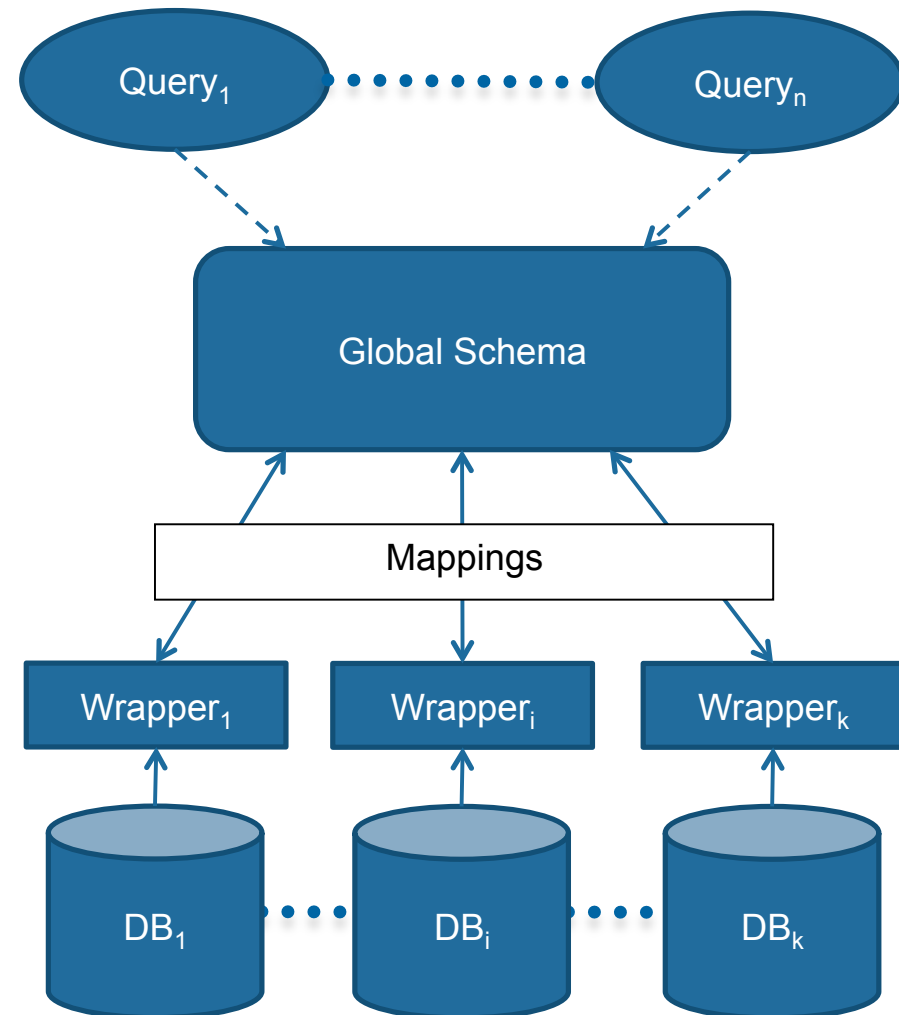 Query₁
Queryₙ
Global Schema
Mappings
Wrapper₁
Wrapperᵢ
Wrapperₖ
DB₁
DBᵢ
DBₖ